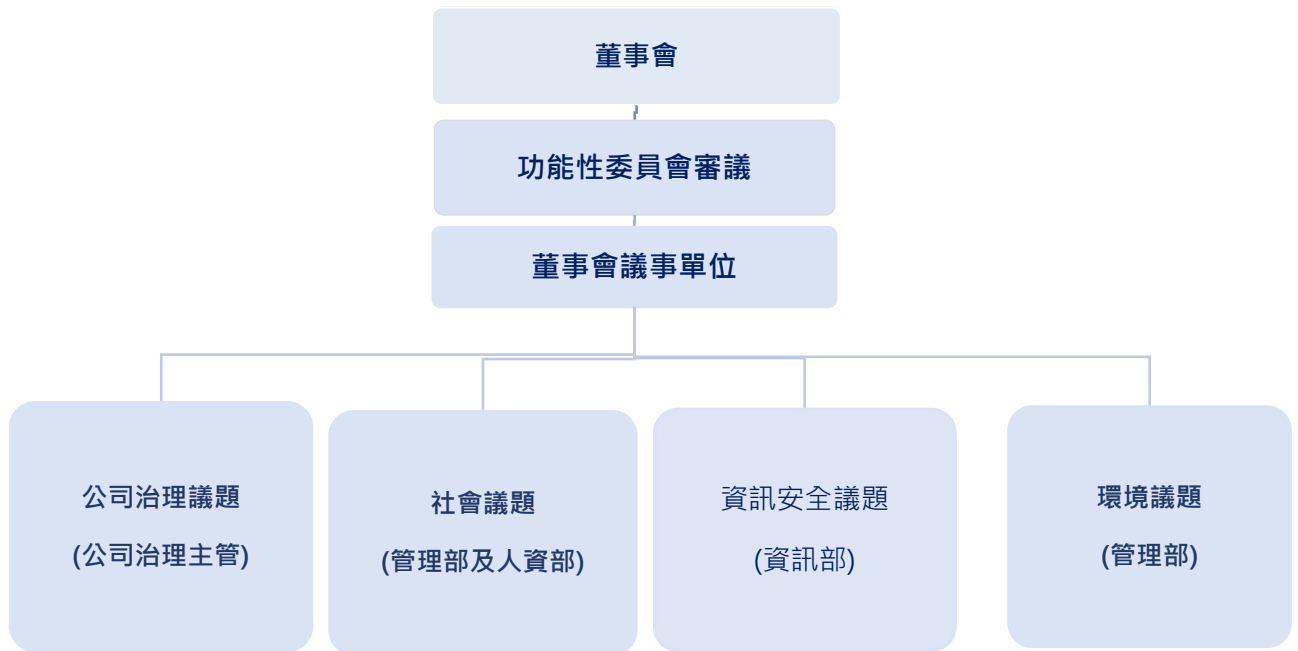 董事會
功能性委員會審議
董事會議事單位
公司治理議題
(公司治理主管)
社會議題
(管理部及人資部)
資訊安全議題
(資訊部)
環境議題
(管理部)